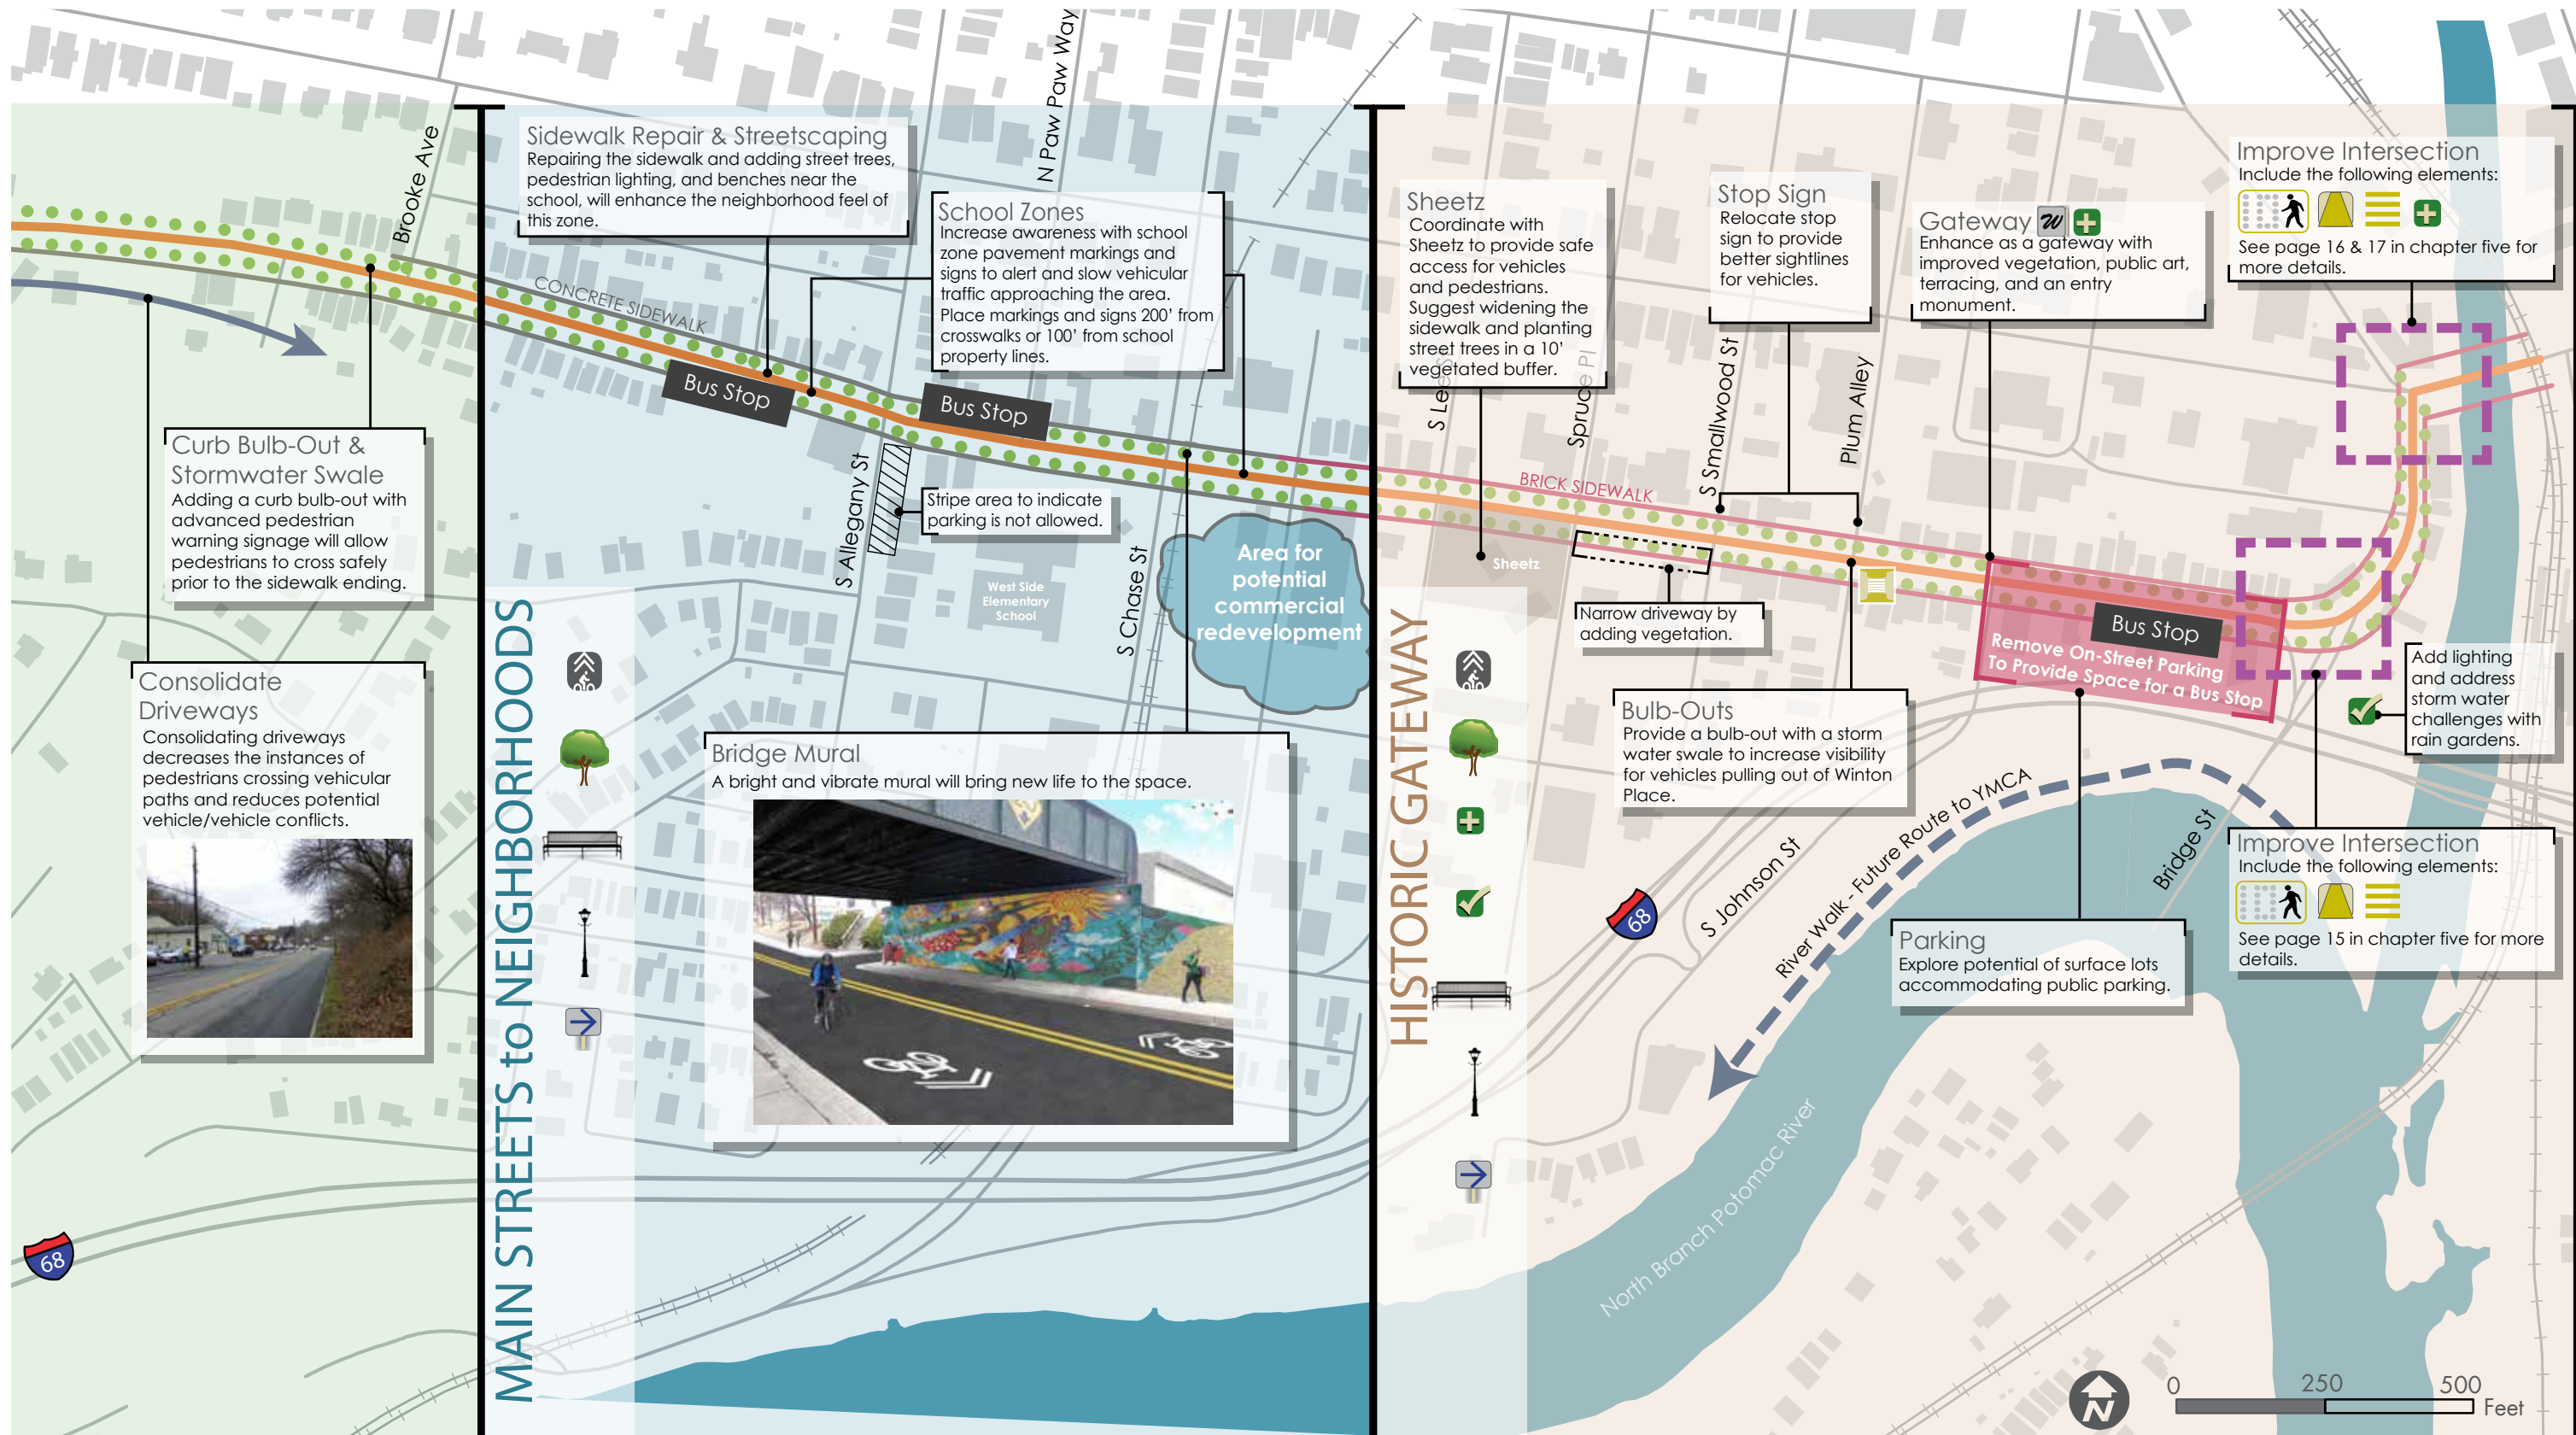 Brooke Ave
Curb Bulb-Out &
Stormwater Swale
Adding a curb bulb-out with
advanced pedestrian
warning signage will allow
pedestrians to cross safely
prior to the sidewalk ending.
Consolidate
Driveways
Consolidating driveways
decreases the instances of
pedestrians crossing vehicular
paths and reduces potential
vehicle/vehicle conflicts.
68
MAIN STREETS to NEIGHBORHOODS
Sidewalk Repair & Streetscaping
Repairing the sidewalk and adding street trees,
pedestrian lighting, and benches near the
school, will enhance the neighborhood feel of
this zone.
N Paw Paw Way
School Zones
Increase awareness with school
zone pavement markings and
signs to alert and slow vehicular
traffic approaching the area.
Place markings and signs 200' from
crosswalks or 100' from school
property lines.
CONCRETE SIDEWALK
Bus Stop
Bus Stop
S Allegany St
Stripe area to indicate
parking is not allowed.
West Side
Elementary
School
S Chase St
Area for
potential
commercial
redevelopment
Bridge Mural
A bright and vibrate mural will bring new life to the space.
HISTORIC GATEWAY
Sheetz
Coordinate with
Sheetz to provide safe
access for vehicles
and pedestrians.
Suggest widening the
sidewalk and planting
street trees in a 10'
vegetated buffer.
S Lee St
Spruce Pl
BRICK SIDEWALK
Sheetz
Stop Sign
Relocate stop
sign to provide
better sightlines
for vehicles.
S Smallwood St
Plum Alley
Narrow driveway by
adding vegetation.
Bulb-Outs
Provide a bulb-out with a storm
water swale to increase visibility
for vehicles pulling out of Winton
Place.
Gateway W
Enhance as a gateway with
improved vegetation, public art,
terracing, and an entry
monument.
Improve Intersection
Include the following elements:
See page 16 & 17 in chapter five for
more details.
Bus Stop
Remove On-Street Parking
To Provide Space for a Bus Stop
Add lighting
and address
storm water
challenges with
rain gardens.
68
S Johnson St
River Walk - Future Route to YMCA
Bridge St
Parking
Explore potential of surface lots
accommodating public parking.
Improve Intersection
Include the following elements:
See page 15 in chapter five for more
details.
North Branch Potomac River
N
0 250 500
Feet